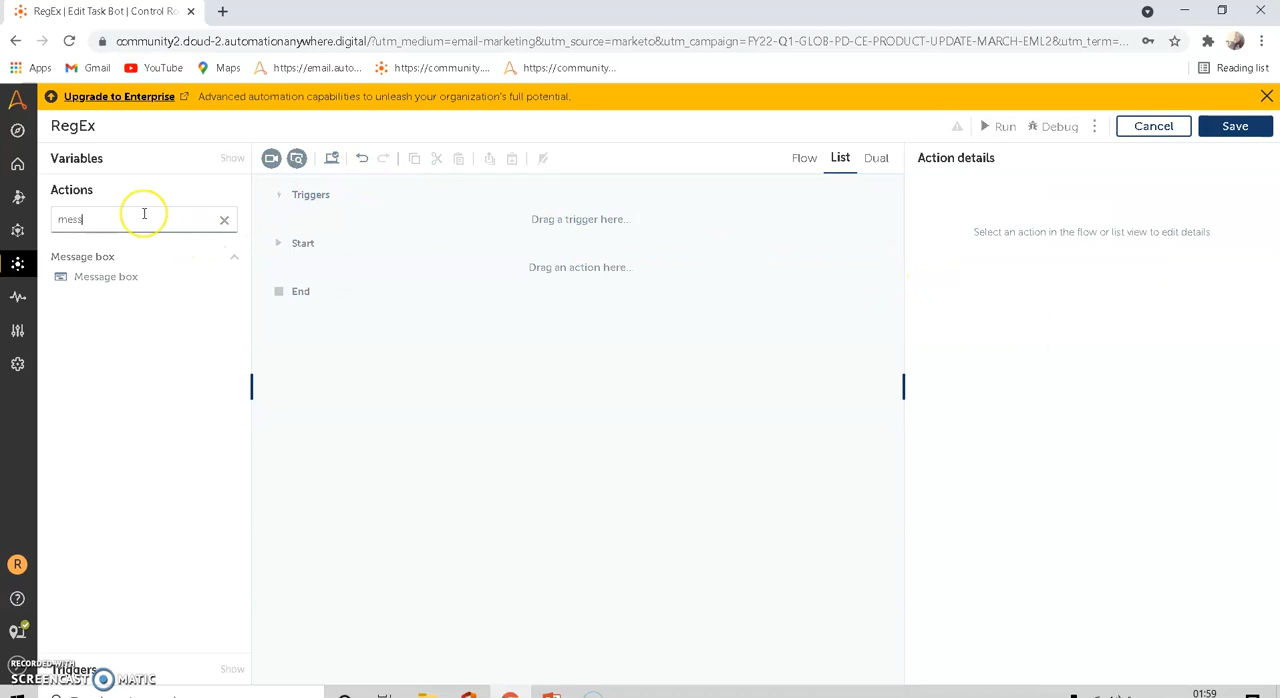 RegEx | Edit Task Bot | Control Ro
community2.cloud-2.automationanywhere.digital/?utm_medium=email-marketing&utm_source=marketo&utm_campaign=FY22-Q1-GLOB-PD-CE-PRODUCT-UPDATE-MARCH-EML2&utm_term=...
Apps Gmail YouTube Maps https://email.auto... https://community.... https://community... Reading list
Upgrade to Enterprise Advanced automation capabilities to unleash your organization's full potential.
RegEx Run Debug Cancel Save
Variables Show Flow List Dual Action details
Actions
Triggers
mess
Drag a trigger here...
Select an action in the flow or list view to edit details
Start
Message box
Drag an action here...
Message box
End
R
RECORDED WITH
Triggers Show
SCREENCAST MATIC
01:59